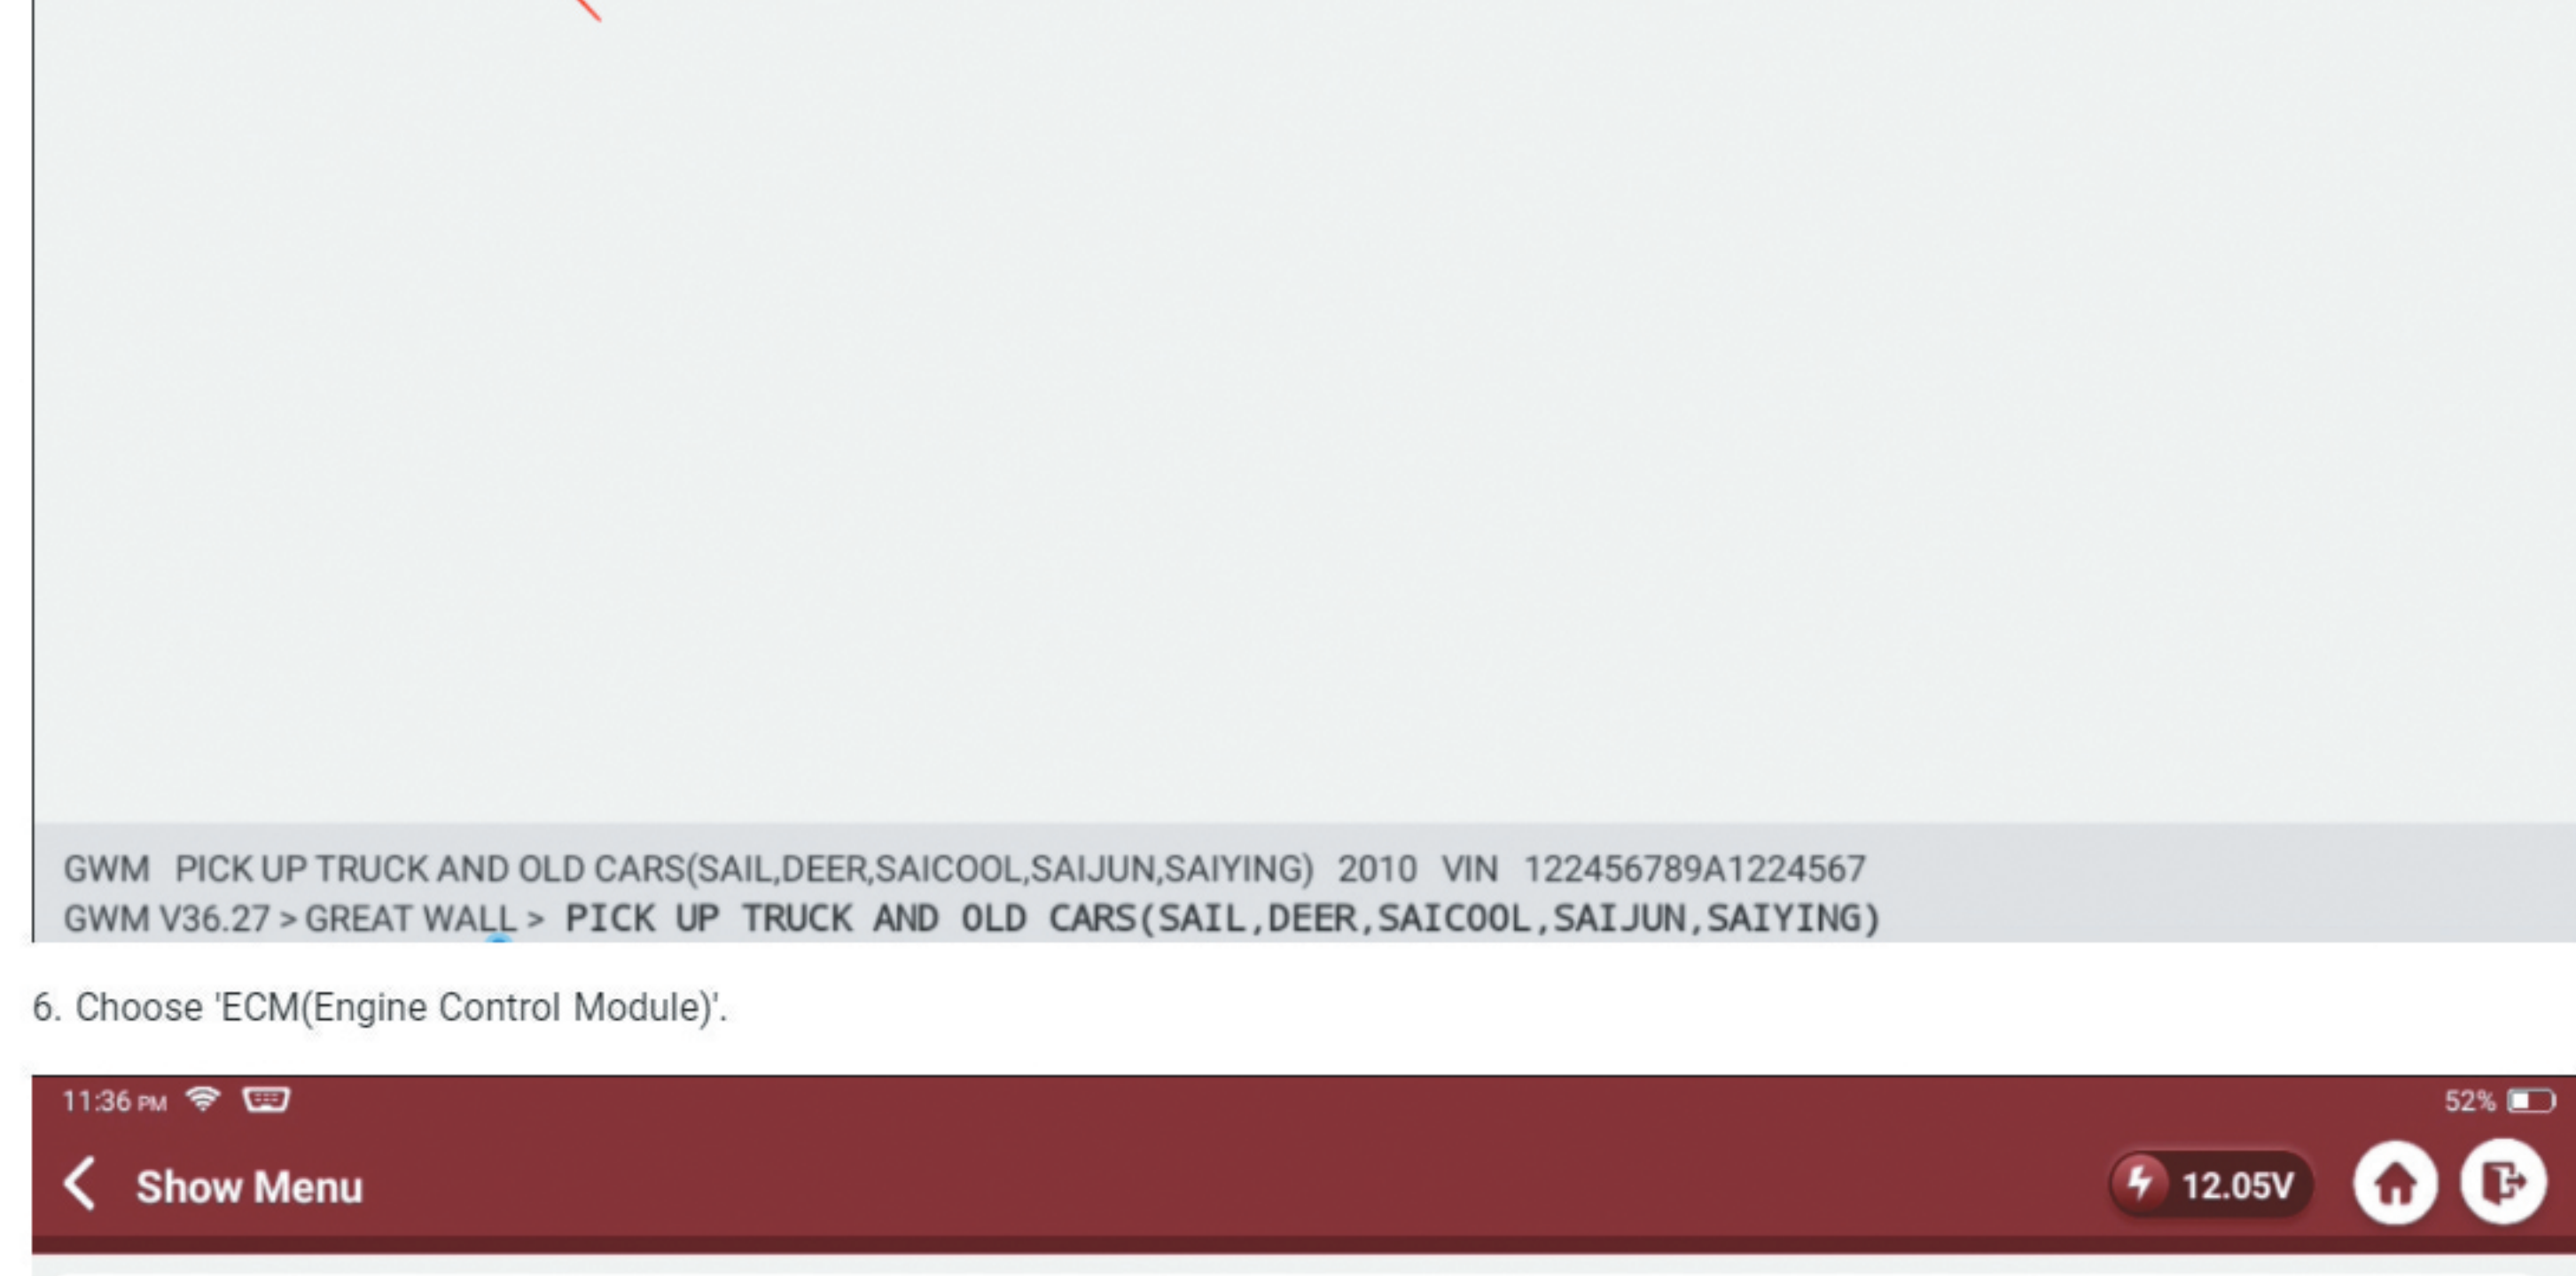 GWM PICK UP TRUCK AND OLD CARS(SAIL,DEER,SAICOOL,SAIJUN,SAIYING) 2010 VIN 122456789A1224567
GWM V36.27 > GREAT WALL > PICK UP TRUCK AND OLD CARS(SAIL,DEER,SAICOOL,SAIJUN,SAIYING)
6. Choose 'ECM(Engine Control Module)'.
11:36 PM 52%
Show Menu 12.05V